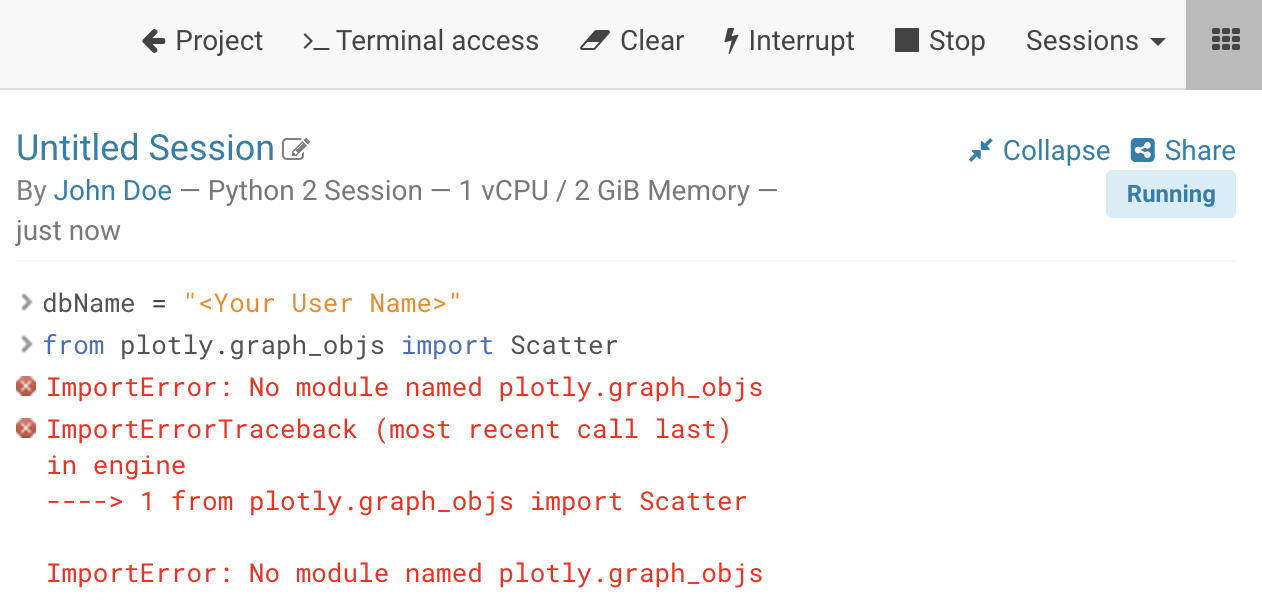 Project Terminal access Clear Interrupt Stop Sessions
Untitled Session Collapse Share
By John Doe — Python 2 Session — 1 vCPU / 2 GiB Memory —
just now
Running
dbName = "<Your User Name>"
from plotly.graph_objs import Scatter
ImportError: No module named plotly.graph_objs
ImportErrorTraceback (most recent call last)
in engine
----> 1 from plotly.graph_objs import Scatter
ImportError: No module named plotly.graph_objs